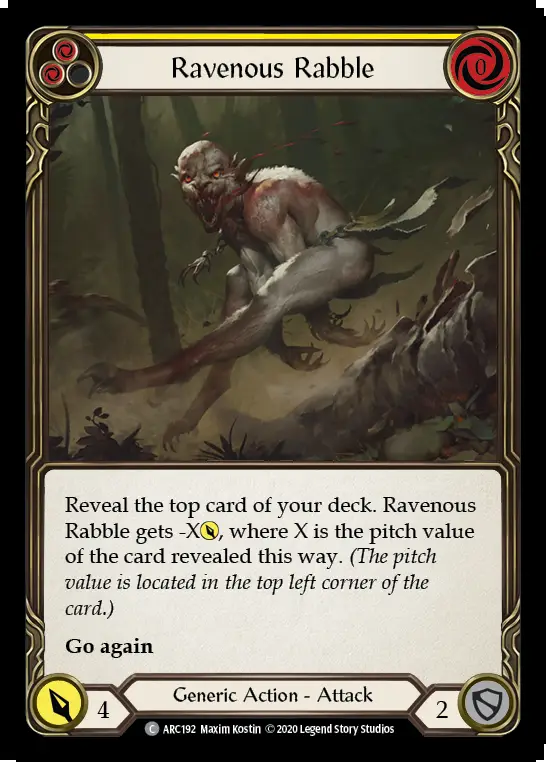 Ravenous Rabble
0
Reveal the top card of your deck. Ravenous
Rabble gets -X, where X is the pitch value
of the card revealed this way. (The pitch
value is located in the top left corner of the
card.)
Go again
4
Generic Action - Attack
2
C ARC192 Maxim Kostin © 2020 Legend Story Studios